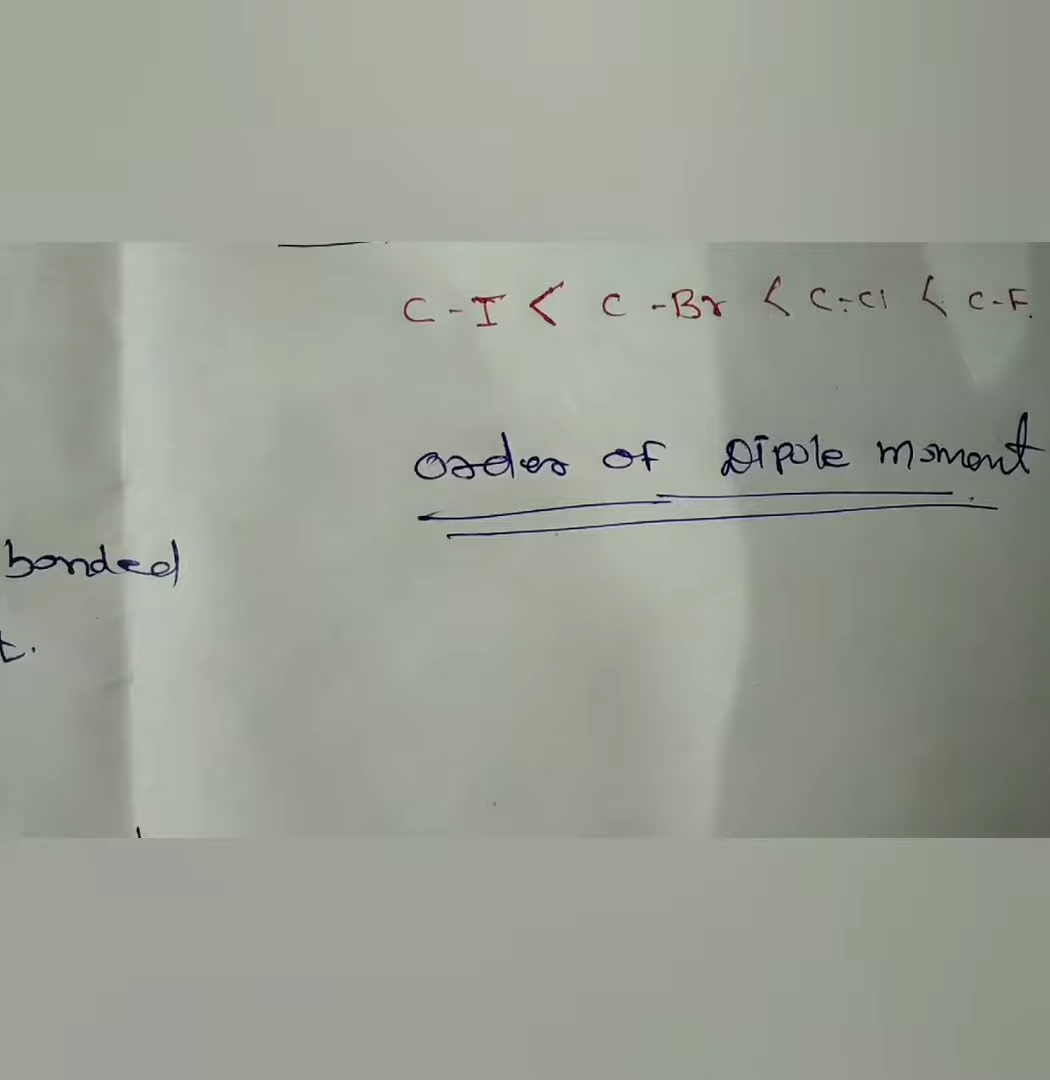 C-I < C-Br < C-Cl < C-F.
order of Dipole moment
bonded
t.